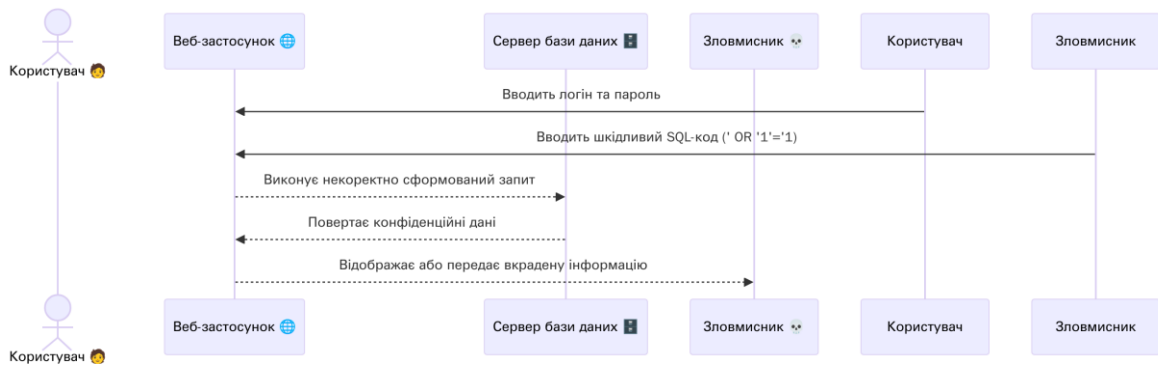 Веб-застосунок 🌐
Сервер бази даних 🗄️
Зловмисник 💀
Користувач
Зловмисник
Користувач 🧑
Вводить логін та пароль
Вводить шкідливий SQL-код (' OR '1'='1)
Виконує некоректно сформований запит
Повертає конфіденційні дані
Відображає або передає вкрадену інформацію
Веб-застосунок 🌐
Сервер бази даних 🗄️
Зловмисник 💀
Користувач
Зловмисник
Користувач 🧑